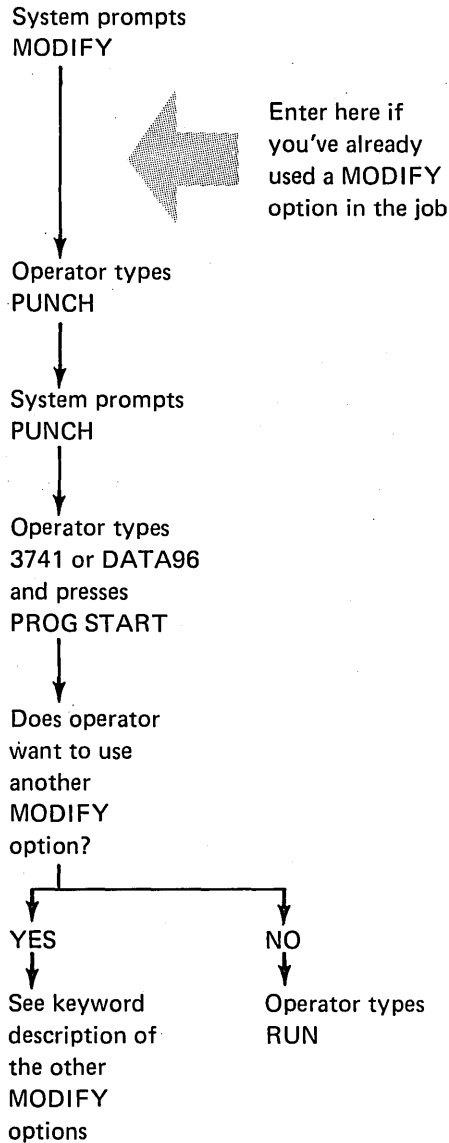 System prompts
MODIFY
Enter here if
you've already
used a MODIFY
option in the job
Operator types
PUNCH
System prompts
PUNCH
Operator types
3741 or DATA96
and presses
PROG START
Does operator
want to use
another
MODIFY
option?
YES
NO
See keyword
description of
the other
MODIFY
options
Operator types
RUN